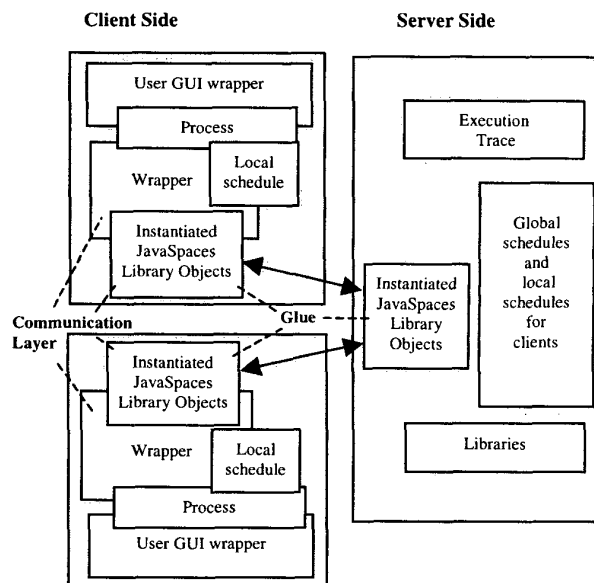 Client Side
Server Side
User GUI wrapper
Process
Wrapper
Local
schedule
Instantiated
JavaSpaces
Library Objects
Execution
Trace
Global
schedules
and
local
schedules
for
clients
Instantiated
JavaSpaces
Library
Objects
Libraries
Communication
Layer
Glue
Instantiated
JavaSpaces
Library Objects
Wrapper
Local
schedule
Process
User GUI wrapper